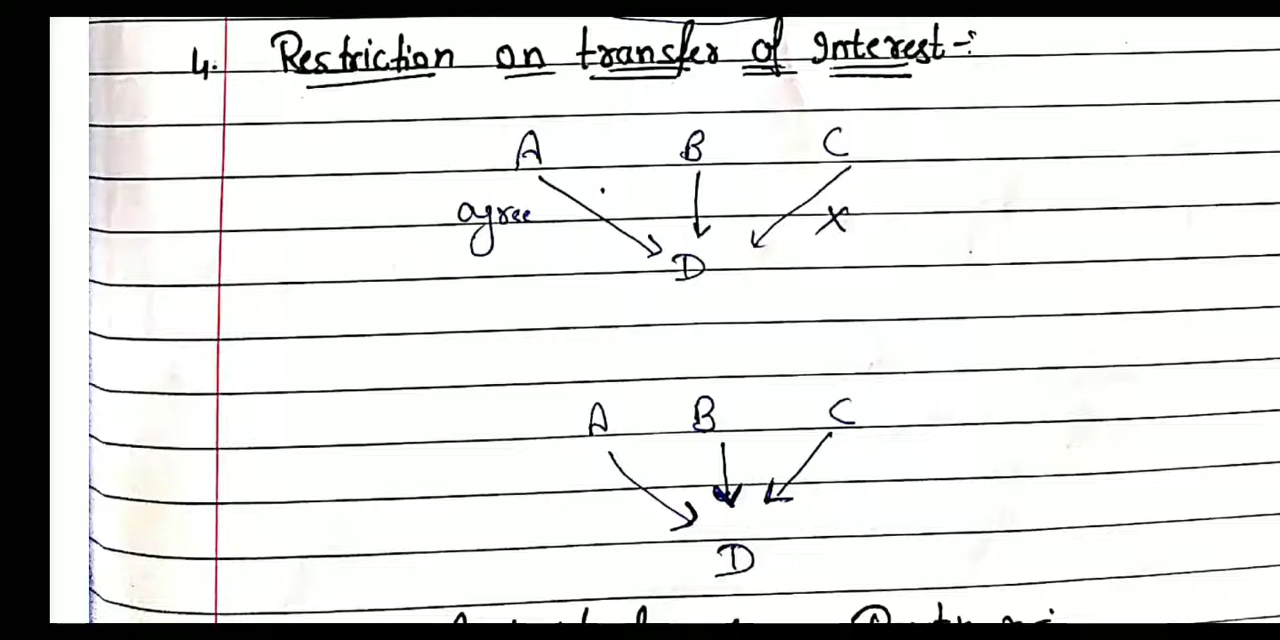 4. Restriction on transfer of Interest -:
A B C
agree X
D
A B C
D